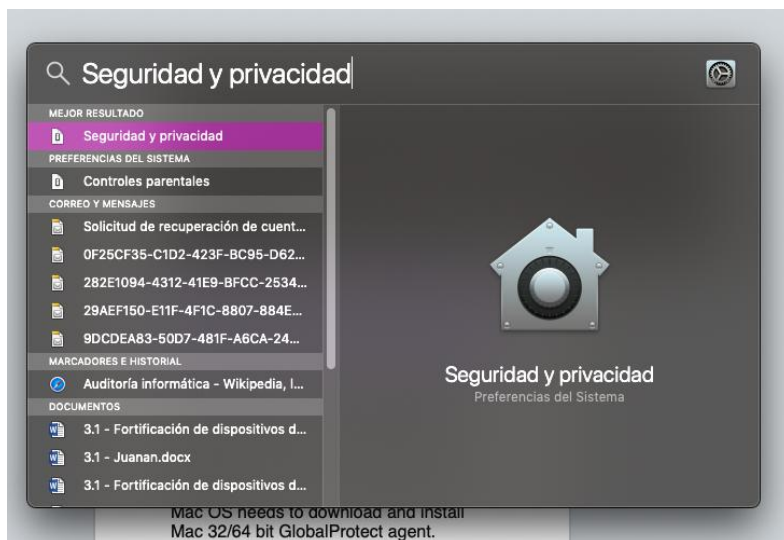 Seguridad y privacidad
MEJOR RESULTADO
Seguridad y privacidad
PREFERENCIAS DEL SISTEMA
Controles parentales
CORREO Y MENSAJES
Solicitud de recuperación de cuent...
0F25CF35-C1D2-423F-BC95-D62...
282E1094-4312-41E9-BFCC-2534...
29AEF150-E11F-4F1C-8807-884E...
9DCDEA83-50D7-481F-A6CA-24...
MARCADORES E HISTORIAL
Auditoría informática - Wikipedia, l...
DOCUMENTOS
3.1 - Fortificación de dispositivos d...
3.1 - Juanan.docx
3.1 - Fortificación de dispositivos d...
Seguridad y privacidad
Preferencias del Sistema
Mac OS needs to download and install
Mac 32/64 bit GlobalProtect agent.